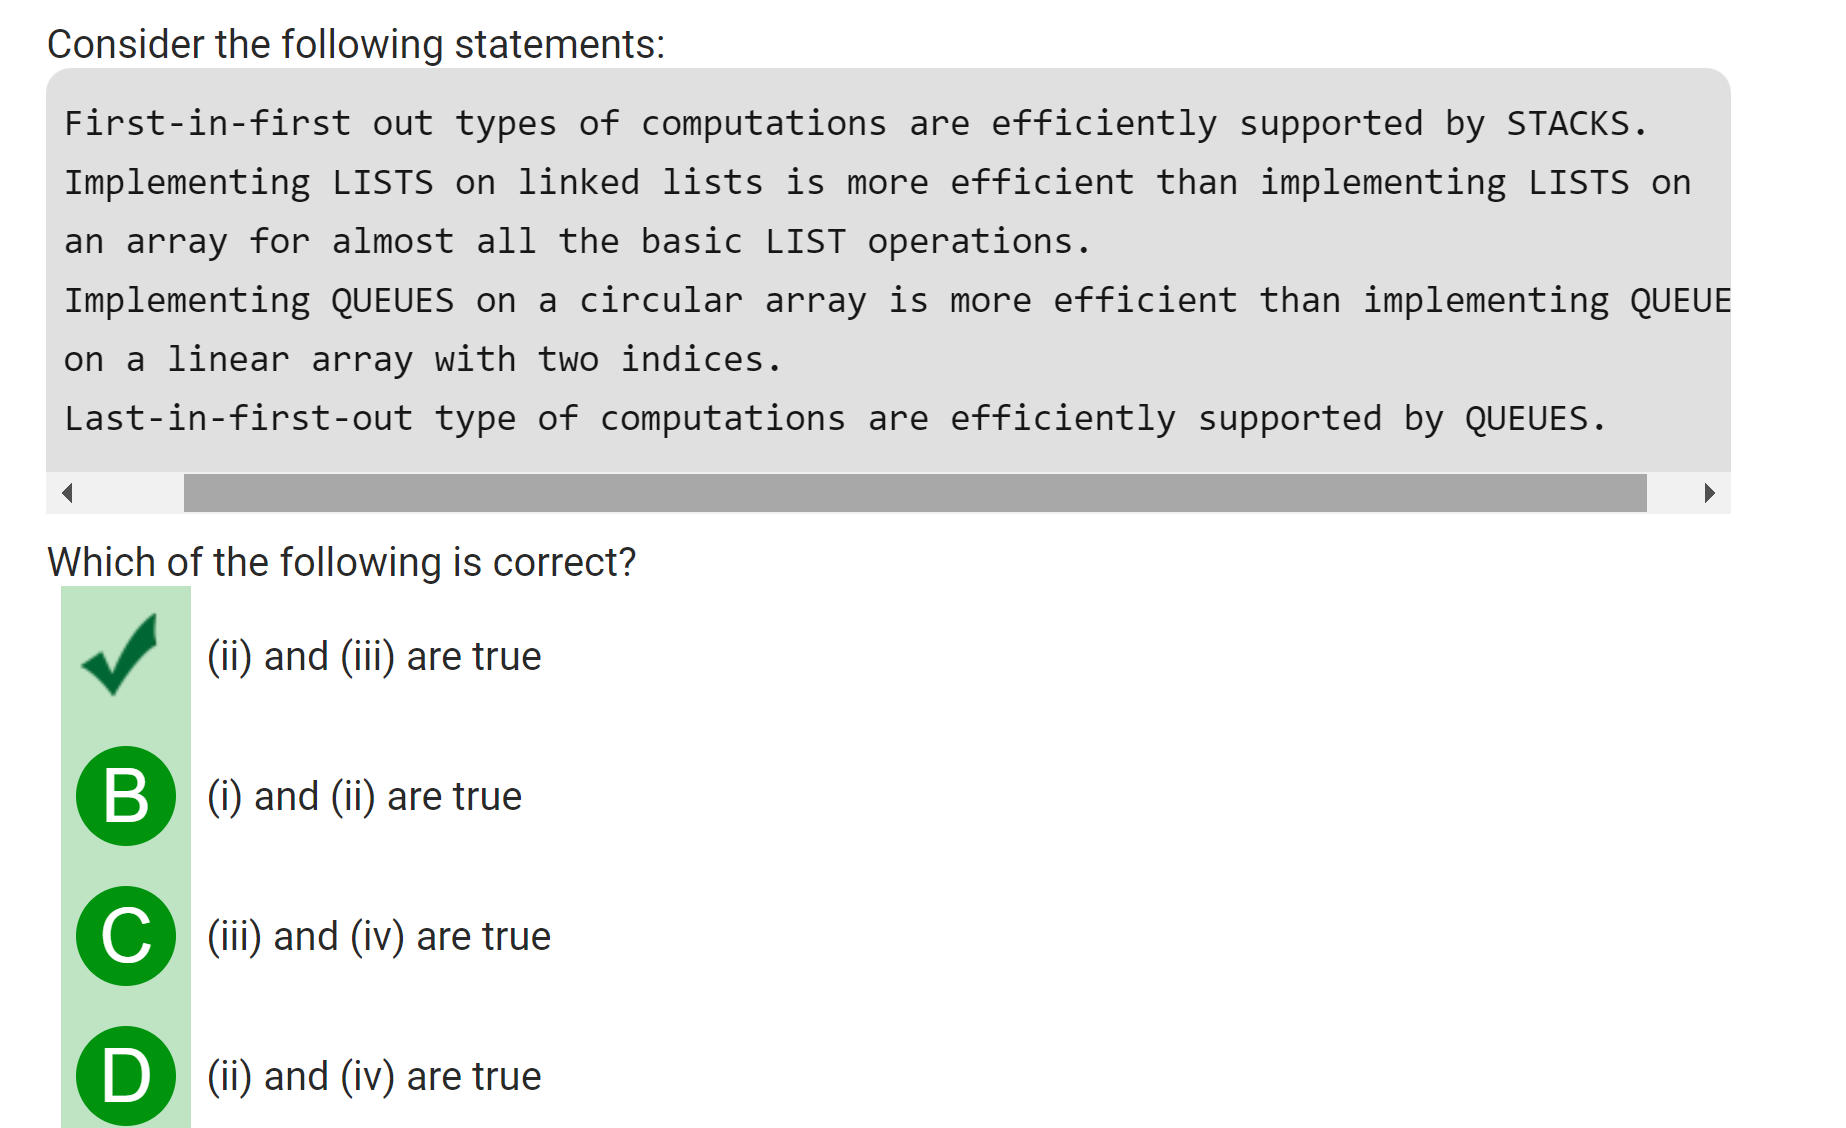 Consider the following statements:
First-in-first out types of computations are efficiently supported by STACKS.
Implementing LISTS on linked lists is more efficient than implementing LISTS on
an array for almost all the basic LIST operations.
Implementing QUEUES on a circular array is more efficient than implementing QUEUE
on a linear array with two indices.
Last-in-first-out type of computations are efficiently supported by QUEUES.
Which of the following is correct?
(ii) and (iii) are true
B (i) and (ii) are true
C (iii) and (iv) are true
D (ii) and (iv) are true